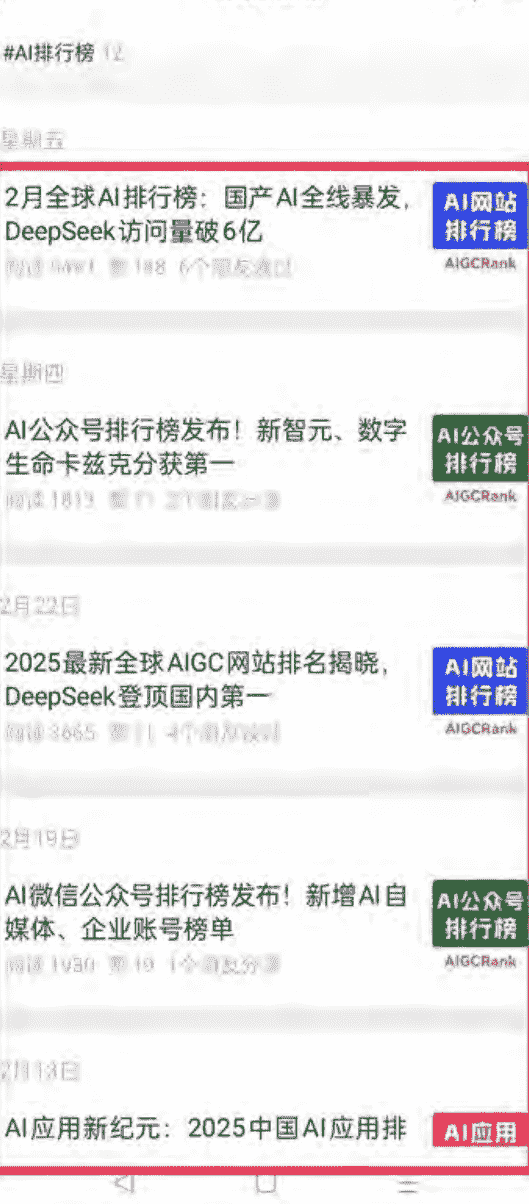 #AI排行榜 12
星期五
2月全球AI排行榜：国产AI全线暴发，
DeepSeek访问量破6亿
AI网站
排行榜
AIGCRank
星期四
AI公众号排行榜发布！新智元、数字
生命卡兹克分获第一
AI公众号
排行榜
AIGCRank
2月22日
2025最新全球AIGC网站排名揭晓，
DeepSeek登顶国内第一
阅读
AI网站
排行榜
AIGCRank
2月19日
AI微信公众号排行榜发布！新增AI自
媒体、企业账号榜单
阅读
AI公众号
排行榜
AIGCRank
AI应用新纪元：2025中国AI应用排
AI应用